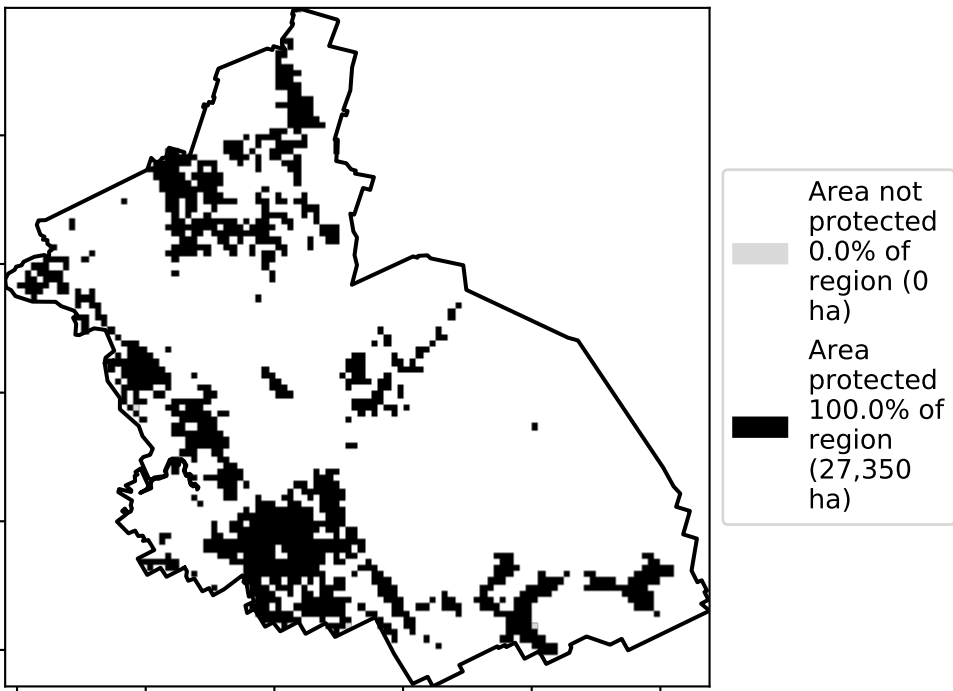 Area not
protected
0.0% of
region (0
ha)
Area
protected
100.0% of
region
(27,350
ha)